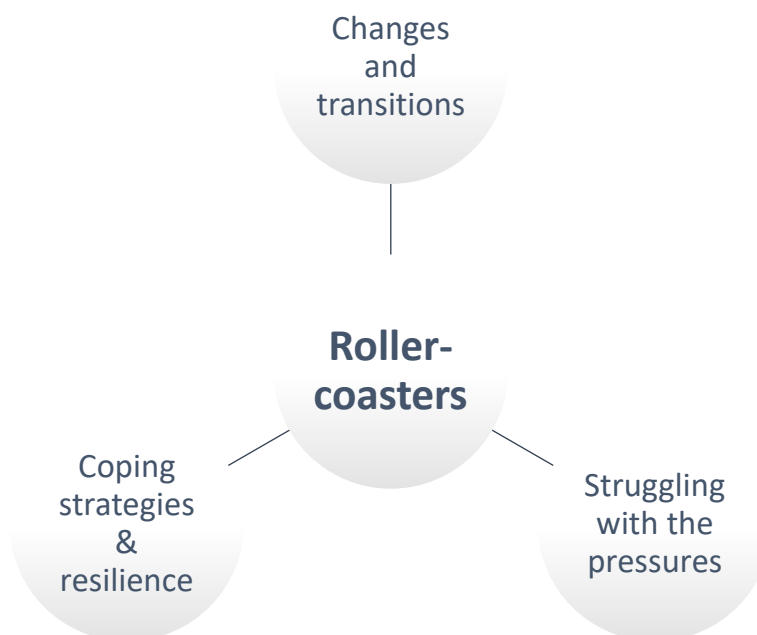 Changes
and
transitions
Roller-
coasters
Coping
strategies
&
resilience
Struggling
with the
pressures